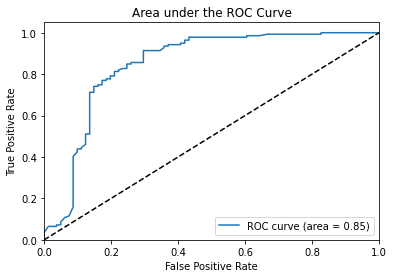 Area under the ROC Curve
1.0
0.8
0.6
0.4
0.2
0.0
True Positive Rate
ROC curve (area = 0.85)
0.0 0.2 0.4 0.6 0.8 1.0
False Positive Rate